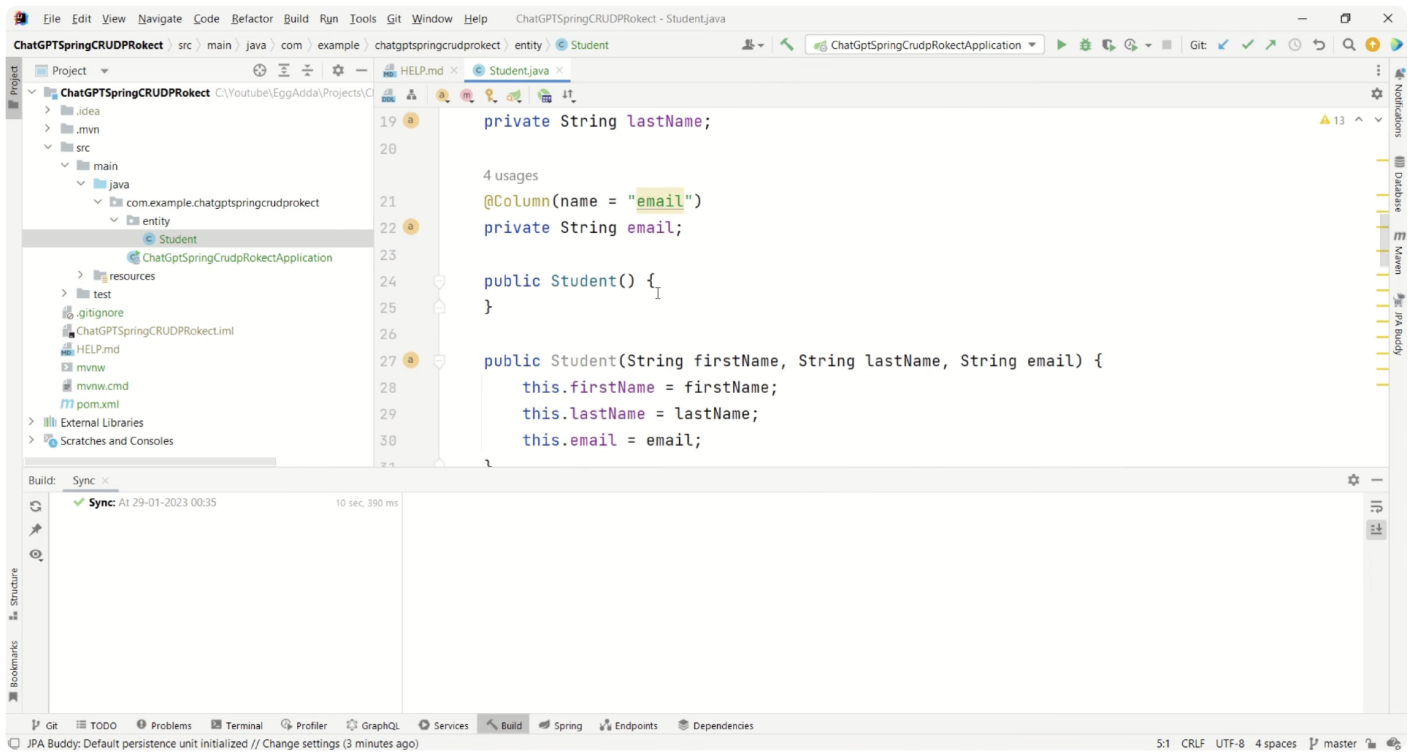 File Edit View Navigate Code Refactor Build Run Tools Git Window Help ChatGPTSpringCRUDPRokect - Student.java
ChatGPTSpringCRUDPRokect src main java com example chatgptspringcrudprokect entity Student ChatGptSpringCrudpRokectApplication Git:
Project
Project
HELP.md
Student.java
ChatGPTSpringCRUDPRokect C:\Youtube\EggAdda\Projects\Cl
.idea
.mvn
src
main
java
com.example.chatgptspringcrudprokect
entity
Student
ChatGptSpringCrudpRokectApplication
resources
test
.gitignore
ChatGPTSpringCRUDPRokect.iml
HELP.md
mvnw
mvnw.cmd
pom.xml
External Libraries
Scratches and Consoles
19 private String lastName;
13
20
4 usages
21 @Column(name = "email")
22 private String email;
23
24 public Student() {
25 }
26
27 public Student(String firstName, String lastName, String email) {
28 this.firstName = firstName;
29 this.lastName = lastName;
30 this.email = email;
31 }
Notifications
Database
Maven
JPA Buddy
Build: Sync
Sync: At 29-01-2023 00:35 10 sec, 390 ms
Structure
Bookmarks
Git TODO Problems Terminal Profiler GraphQL Services Build Spring Endpoints Dependencies
JPA Buddy: Default persistence unit initialized // Change settings (3 minutes ago) 5:1 CRLF UTF-8 4 spaces master